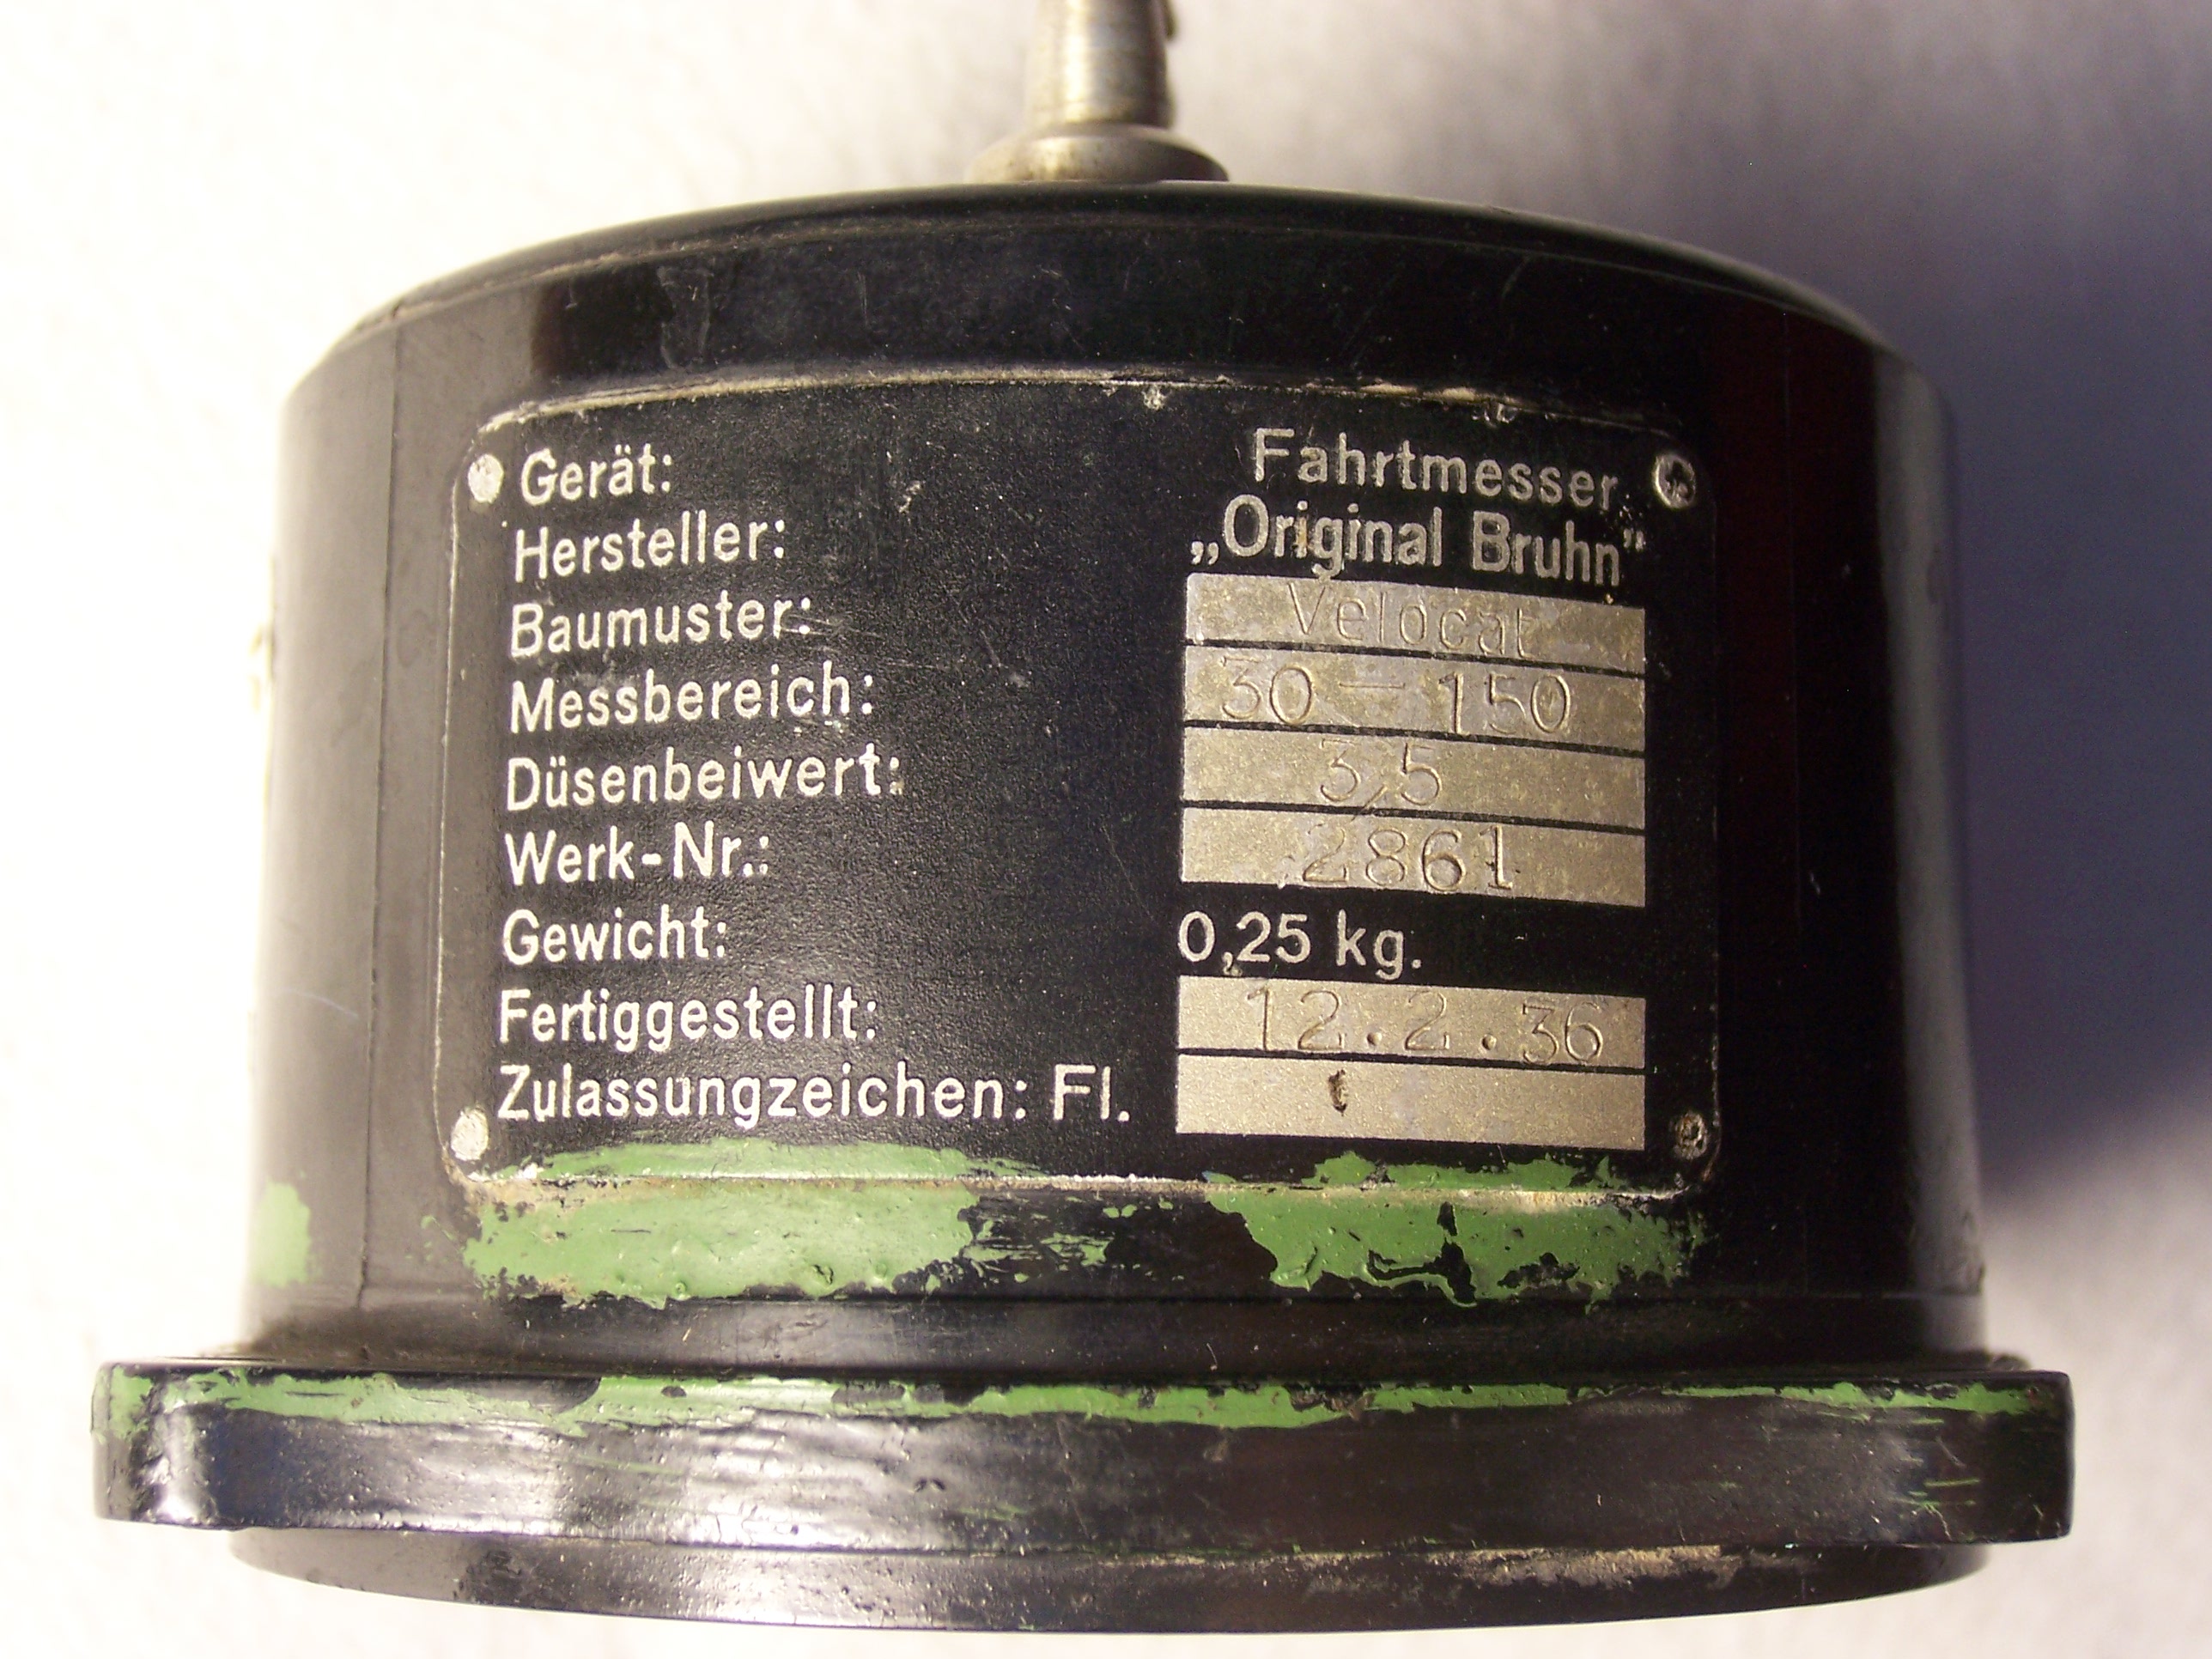 Gerät: Fahrtmesser
Hersteller: „Original Bruhn"
Baumuster: Velocat
Messbereich: 30 — 150
Düsenbeiwert: 3,5
Werk-Nr.: 2861
Gewicht: 0,25 kg.
Fertiggestellt: 12.2.36
Zulassungzeichen: Fl.